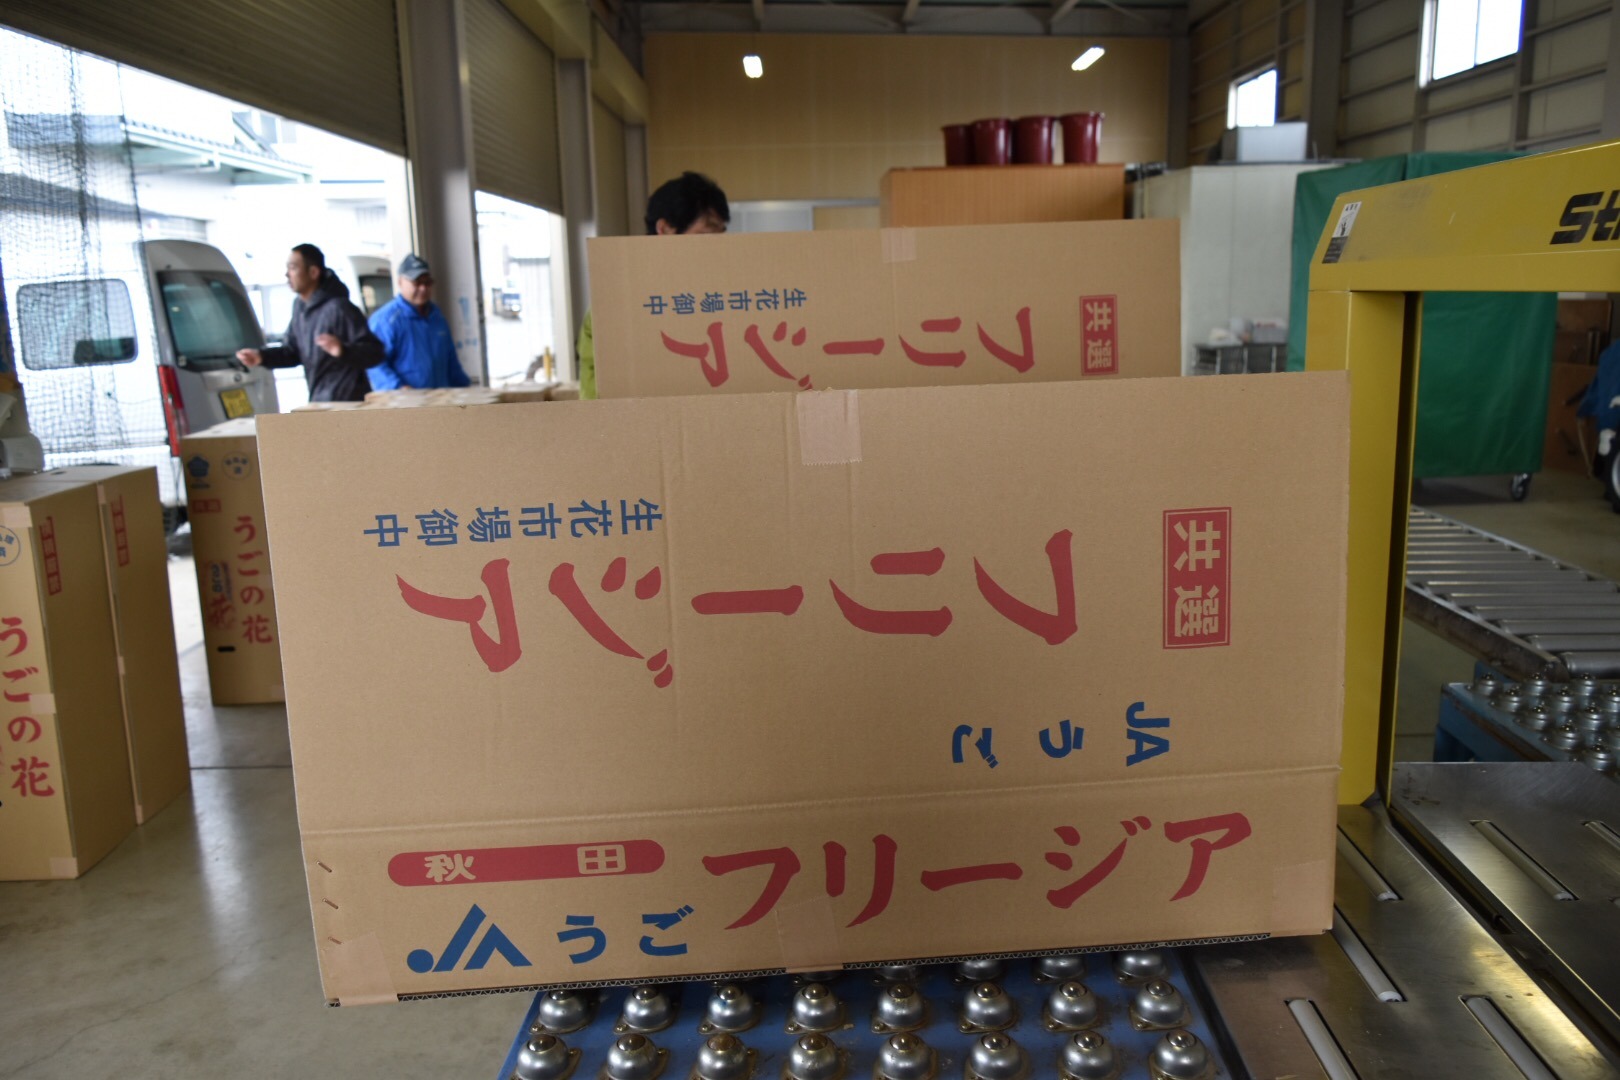 生花市場御中
フリージア
共選
生花市場御中
フリージア
共選
JAうご
秋田
フリージア
JA うご
うごの花
うごの花